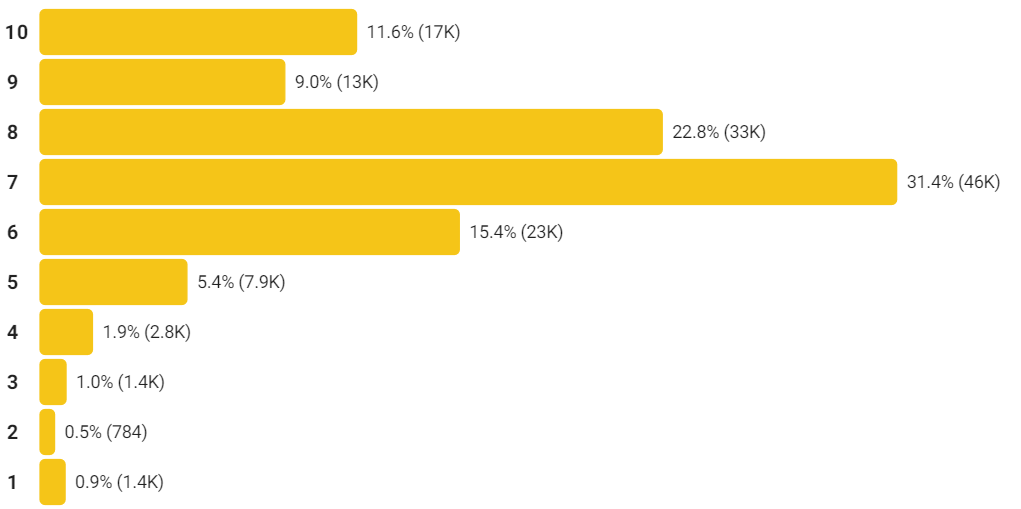 10 11.6% (17K)
9 9.0% (13K)
8 22.8% (33K)
7 31.4% (46K)
6 15.4% (23K)
5 5.4% (7.9K)
4 1.9% (2.8K)
3 1.0% (1.4K)
2 0.5% (784)
1 0.9% (1.4K)